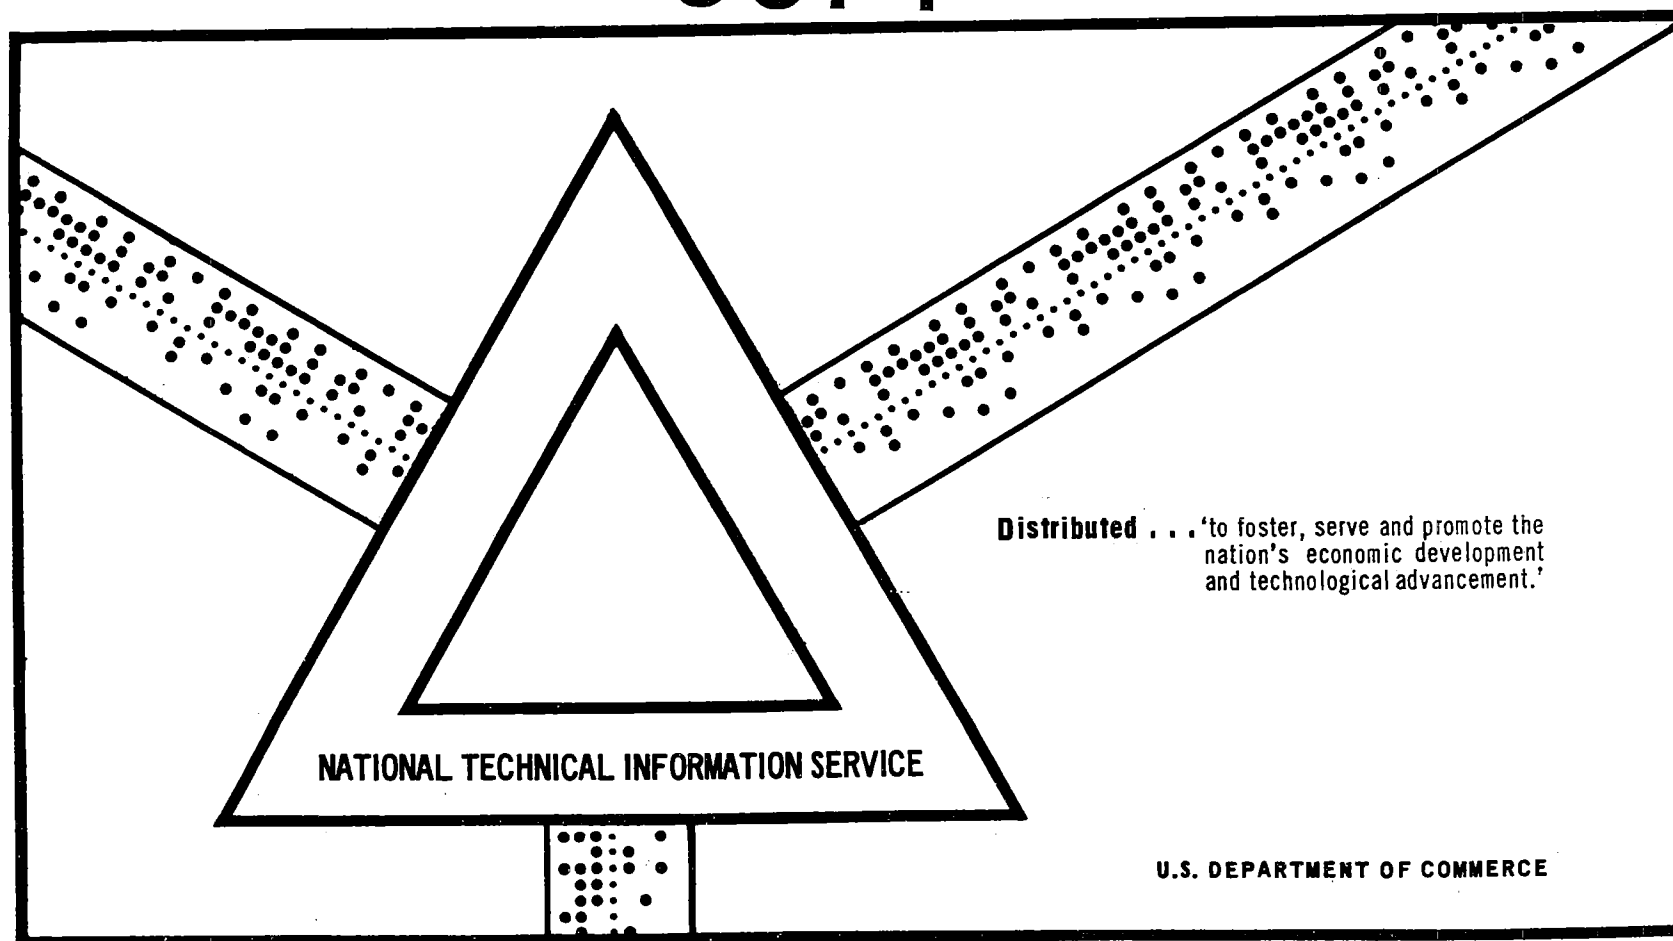 Distributed . . . 'to foster, serve and promote the
nation's economic development
and technological advancement.'
NATIONAL TECHNICAL INFORMATION SERVICE
U.S. DEPARTMENT OF COMMERCE